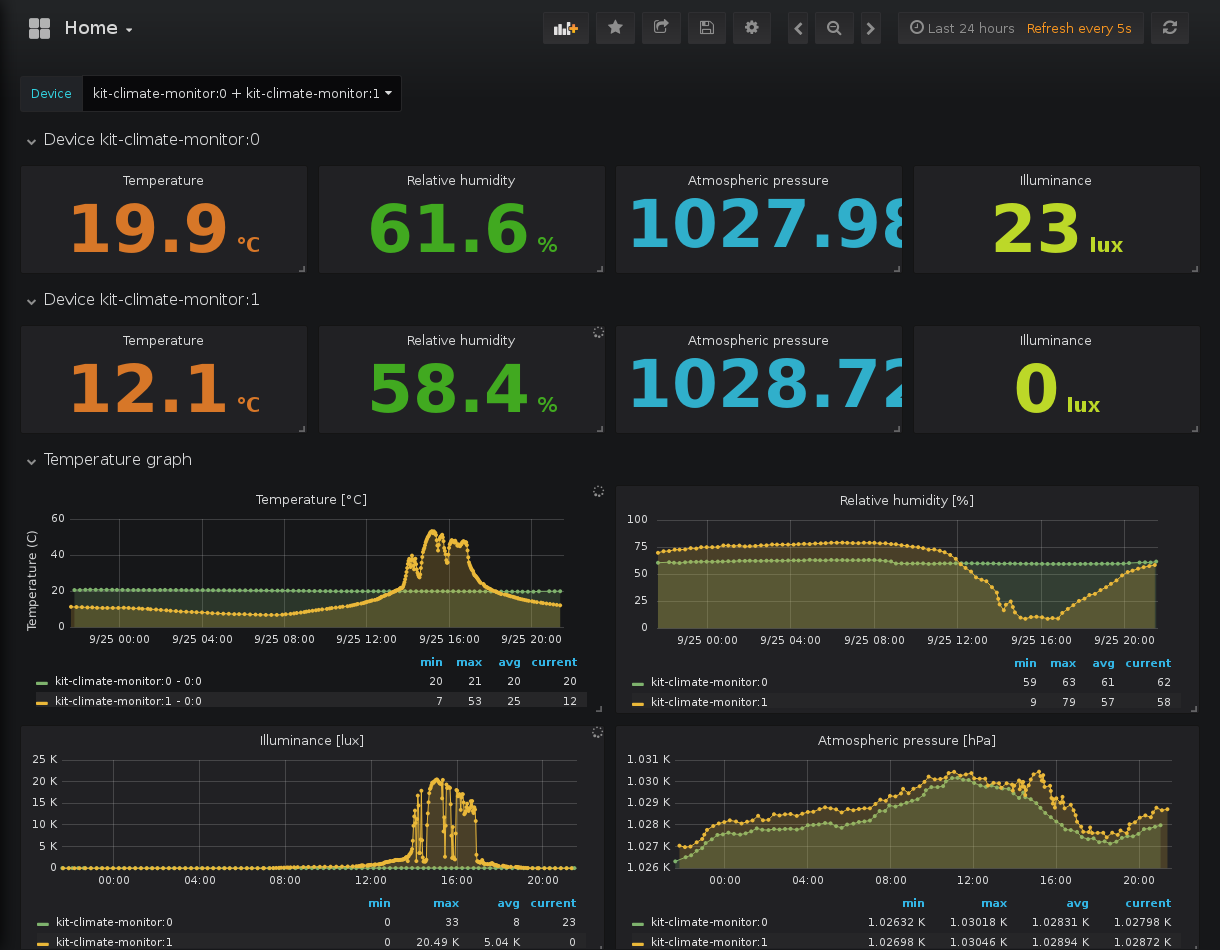 Home
Last 24 hours Refresh every 5s
Device kit-climate-monitor:0 + kit-climate-monitor:1
Device kit-climate-monitor:0
Temperature Relative humidity Atmospheric pressure Illuminance
19.9 °C 61.6 % 1027.98 23 lux
Device kit-climate-monitor:1
Temperature Relative humidity Atmospheric pressure Illuminance
12.1 °C 58.4 % 1028.72 0 lux
Temperature graph
Temperature [°C]
Temperature (C)
60
40
20
0
9/25 00:00 9/25 04:00 9/25 08:00 9/25 12:00 9/25 16:00 9/25 20:00
min max avg current
kit-climate-monitor:0 - 0:0 20 21 20 20
kit-climate-monitor:1 - 0:0 7 53 25 12
Relative humidity [%]
100
75
50
25
0
9/25 00:00 9/25 04:00 9/25 08:00 9/25 12:00 9/25 16:00 9/25 20:00
min max avg current
kit-climate-monitor:0 59 63 61 62
kit-climate-monitor:1 9 79 57 58
Illuminance [lux]
25 K
20 K
15 K
10 K
5 K
0
00:00 04:00 08:00 12:00 16:00 20:00
min max avg current
kit-climate-monitor:0 0 33 8 23
kit-climate-monitor:1 0 20.49 K 5.04 K 0
Atmospheric pressure [hPa]
1.031 K
1.030 K
1.029 K
1.028 K
1.027 K
1.026 K
00:00 04:00 08:00 12:00 16:00 20:00
min max avg current
kit-climate-monitor:0 1.02632 K 1.03018 K 1.02831 K 1.02798 K
kit-climate-monitor:1 1.02698 K 1.03046 K 1.02894 K 1.02872 K